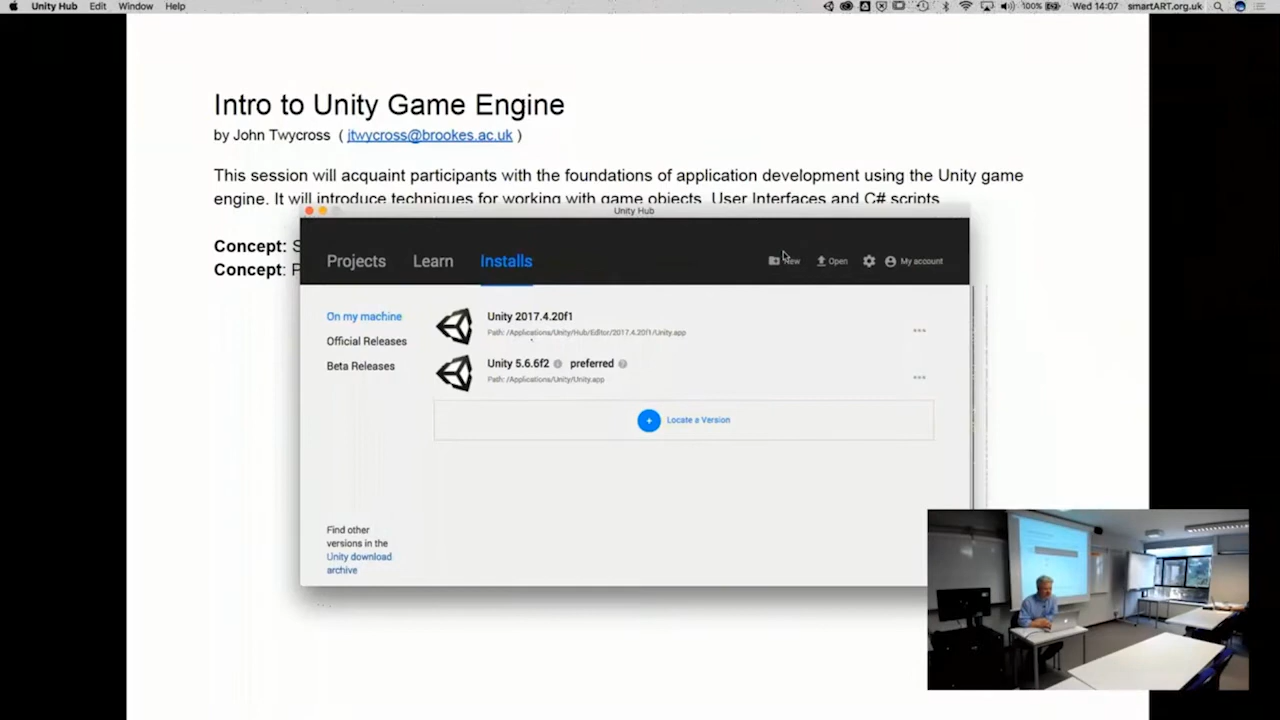 Unity Hub Edit Window Help 100% Wed 14:07 smartART.org.uk
Intro to Unity Game Engine
by John Twycross ( jtwycross@brookes.ac.uk )
This session will acquaint participants with the foundations of application development using the Unity game
engine. It will introduce techniques for working with game objects, User Interfaces and C# scripts
Concept: S
Concept: P
Unity Hub
Projects Learn Installs New Open My account
On my machine
Official Releases
Beta Releases
Unity 2017.4.20f1
Path: /Applications/Unity/Hub/Editor/2017.4.20f1/Unity.app
Unity 5.6.6f2 preferred
Path: /Applications/Unity/Unity.app
Locate a Version
Find other
versions in the
Unity download
archive